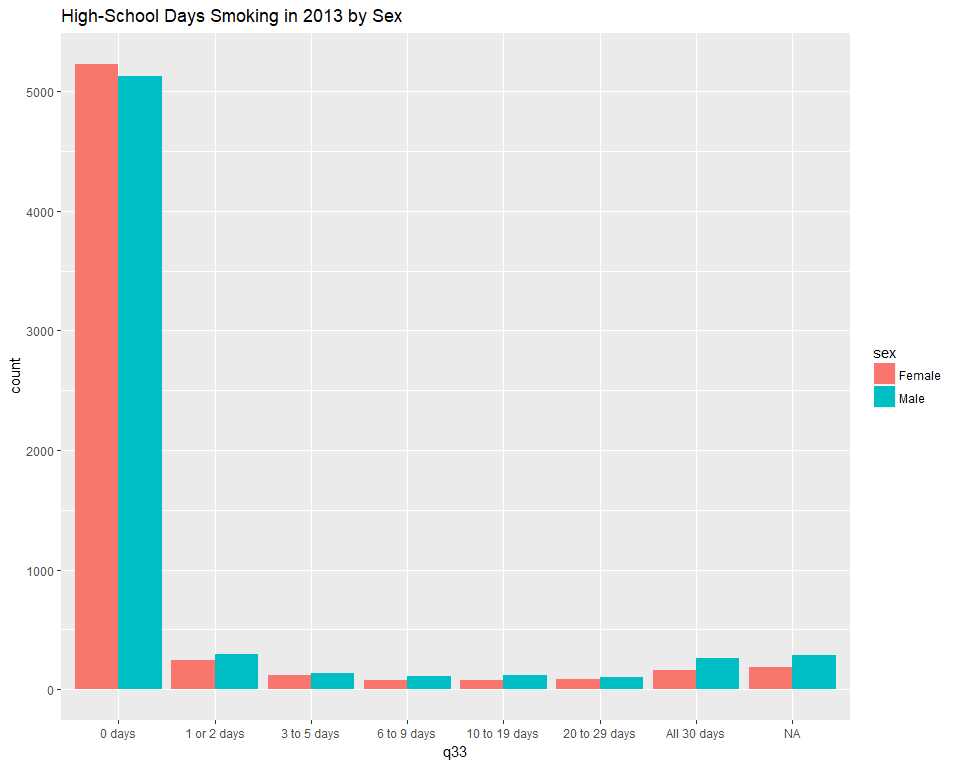 High-School Days Smoking in 2013 by Sex
5000
4000
3000
2000
1000
0
count
0 days
1 or 2 days
3 to 5 days
6 to 9 days
10 to 19 days
20 to 29 days
All 30 days
NA
q33
sex
Female
Male